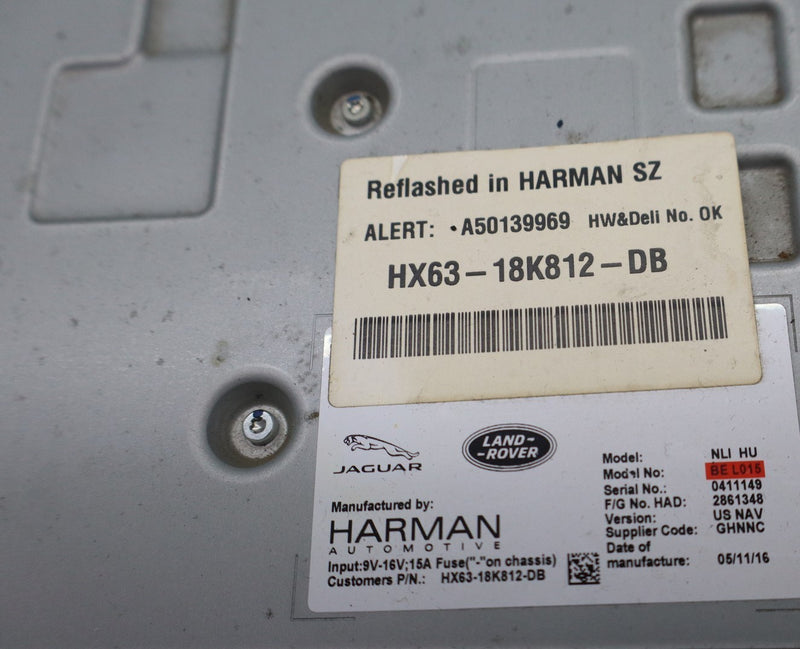 Reflashed in HARMAN SZ
ALERT: •A50139969 HW&Deli No. OK
HX63-18K812-DB
JAGUAR
LAND-
-ROVER
Manufactured by:
HARMAN
AUTOMOTIVE
Input:9V-16V;15A Fuse("-"on chassis)
Customers P/N.: HX63-18K812-DB
Model: NLI HU
Model No: BE L015
Serial No.: 0411149
F/G No. HAD: 2861348
Version: US NAV
Supplier Code: GHNNC
Date of
manufacture: 05/11/16